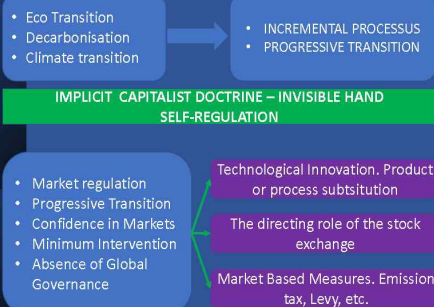 • Eco Transition
• Decarbonisation
• Climate transition
• INCREMENTAL PROCESSUS
• PROGRESSIVE TRANSITION
IMPLICIT CAPITALIST DOCTRINE – INVISIBLE HAND
SELF-REGULATION
• Market regulation
• Progressive Transition
• Confidence in Markets
• Minimum Intervention
• Absence of Global
Governance
Technological Innovation. Product
or process subtsitution
The directing role of the stock
exchange
Market Based Measures. Emission
tax, Levy, etc.